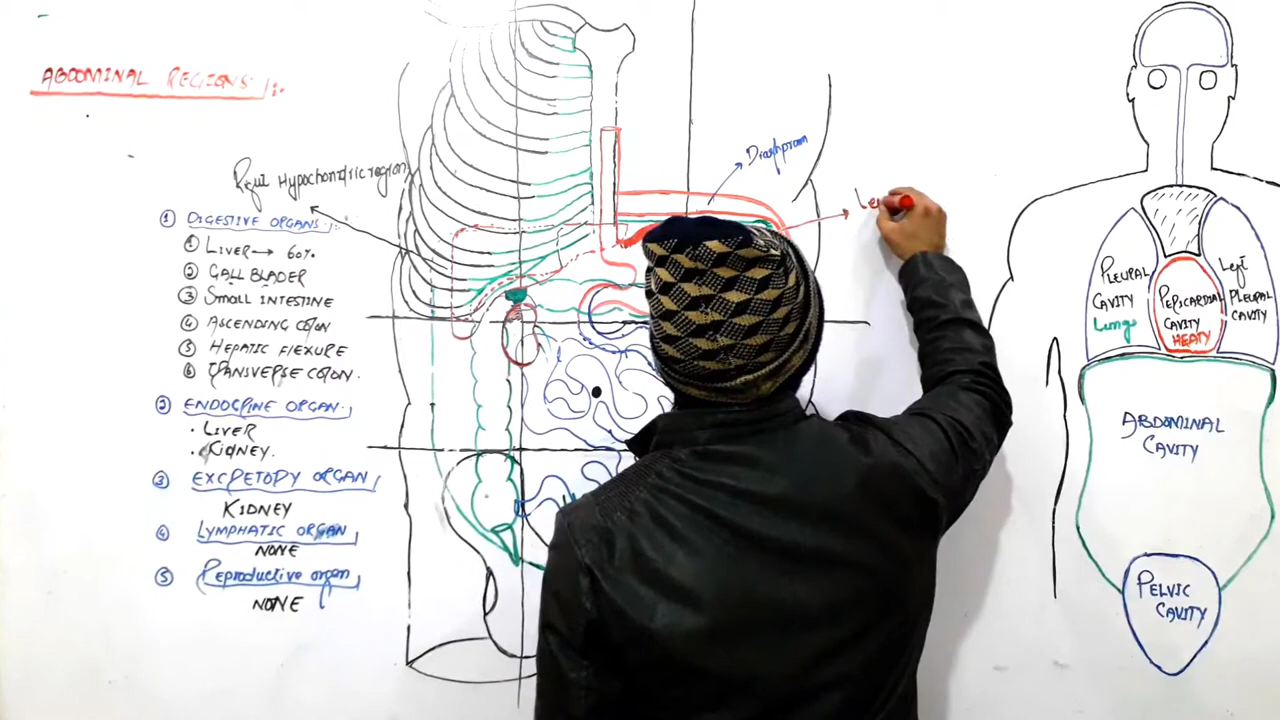 ABDOMINAL REGIONS:
Right Hypochondric region
① DIGESTIVE ORGANS:
① LIVER → 60%
② GALL BLADER
③ SMALL INTESTINE
④ ASCENDING COLON
⑤ HEPATIC FLEXURE
⑥ TRANSVERSE COLON.
② ENDOCRINE ORGAN.
• LIVER
• KIDNEY.
③ EXCRETORY ORGAN
KIDNEY
④ LYMPHATIC ORGAN
NONE
⑤ Reproductive organ
NONE
Diaphpram
Le
PLEURAL
CAVITY
Lungs
PERICARDIAL
CAVITY
HEART
Left
PLEURAL
CAVITY
ABDOMINAL
CAVITY
PELVIC
CAVITY